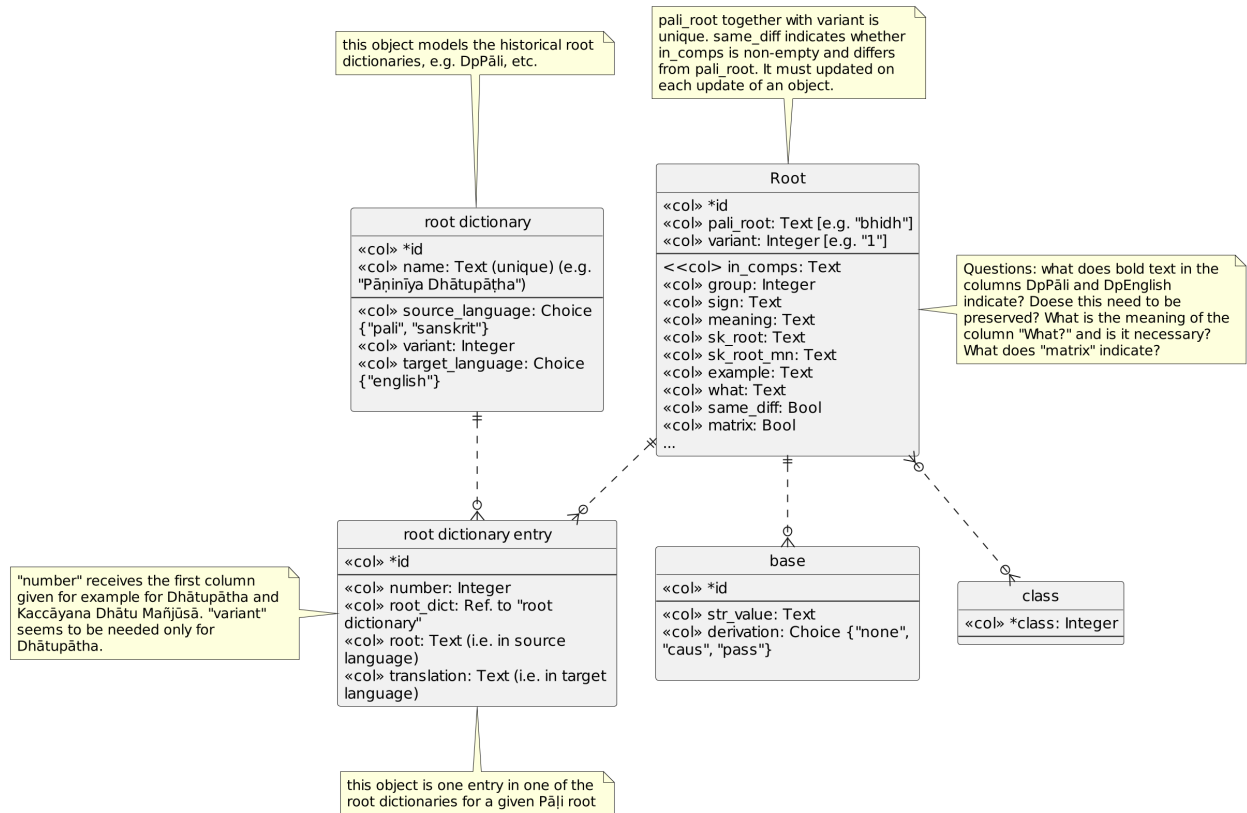 this object models the historical root
dictionaries, e.g. DpPāli, etc.
pali_root together with variant is
unique. same_diff indicates whether
in_comps is non-empty and differs
from pali_root. It must updated on
each update of an object.
root dictionary
«col» *id
«col» name: Text (unique) (e.g.
"Pāṇinīya Dhātupāṭha")
«col» source_language: Choice
{"pali", "sanskrit"}
«col» variant: Integer
«col» target_language: Choice
{"english"}
Root
«col» *id
«col» pali_root: Text [e.g. "bhidh"]
«col» variant: Integer [e.g. "1"]
<<col» in_comps: Text
«col» group: Integer
«col» sign: Text
«col» meaning: Text
«col» sk_root: Text
«col» sk_root_mn: Text
«col» example: Text
«col» what: Text
«col» same_diff: Bool
«col» matrix: Bool
...
Questions: what does bold text in the
columns DpPāli and DpEnglish
indicate? Doese this need to be
preserved? What is the meaning of the
column "What?" and is it necessary?
What does "matrix" indicate?
"number" receives the first column
given for example for Dhātupātha and
Kaccāyana Dhātu Mañjūsā. "variant"
seems to be needed only for
Dhātupātha.
root dictionary entry
«col» *id
«col» number: Integer
«col» root_dict: Ref. to "root
dictionary"
«col» root: Text (i.e. in source
language)
«col» translation: Text (i.e. in target
language)
base
«col» *id
«col» str_value: Text
«col» derivation: Choice {"none",
"caus", "pass"}
class
«col» *class: Integer
this object is one entry in one of the
root dictionaries for a given Pāḷi root